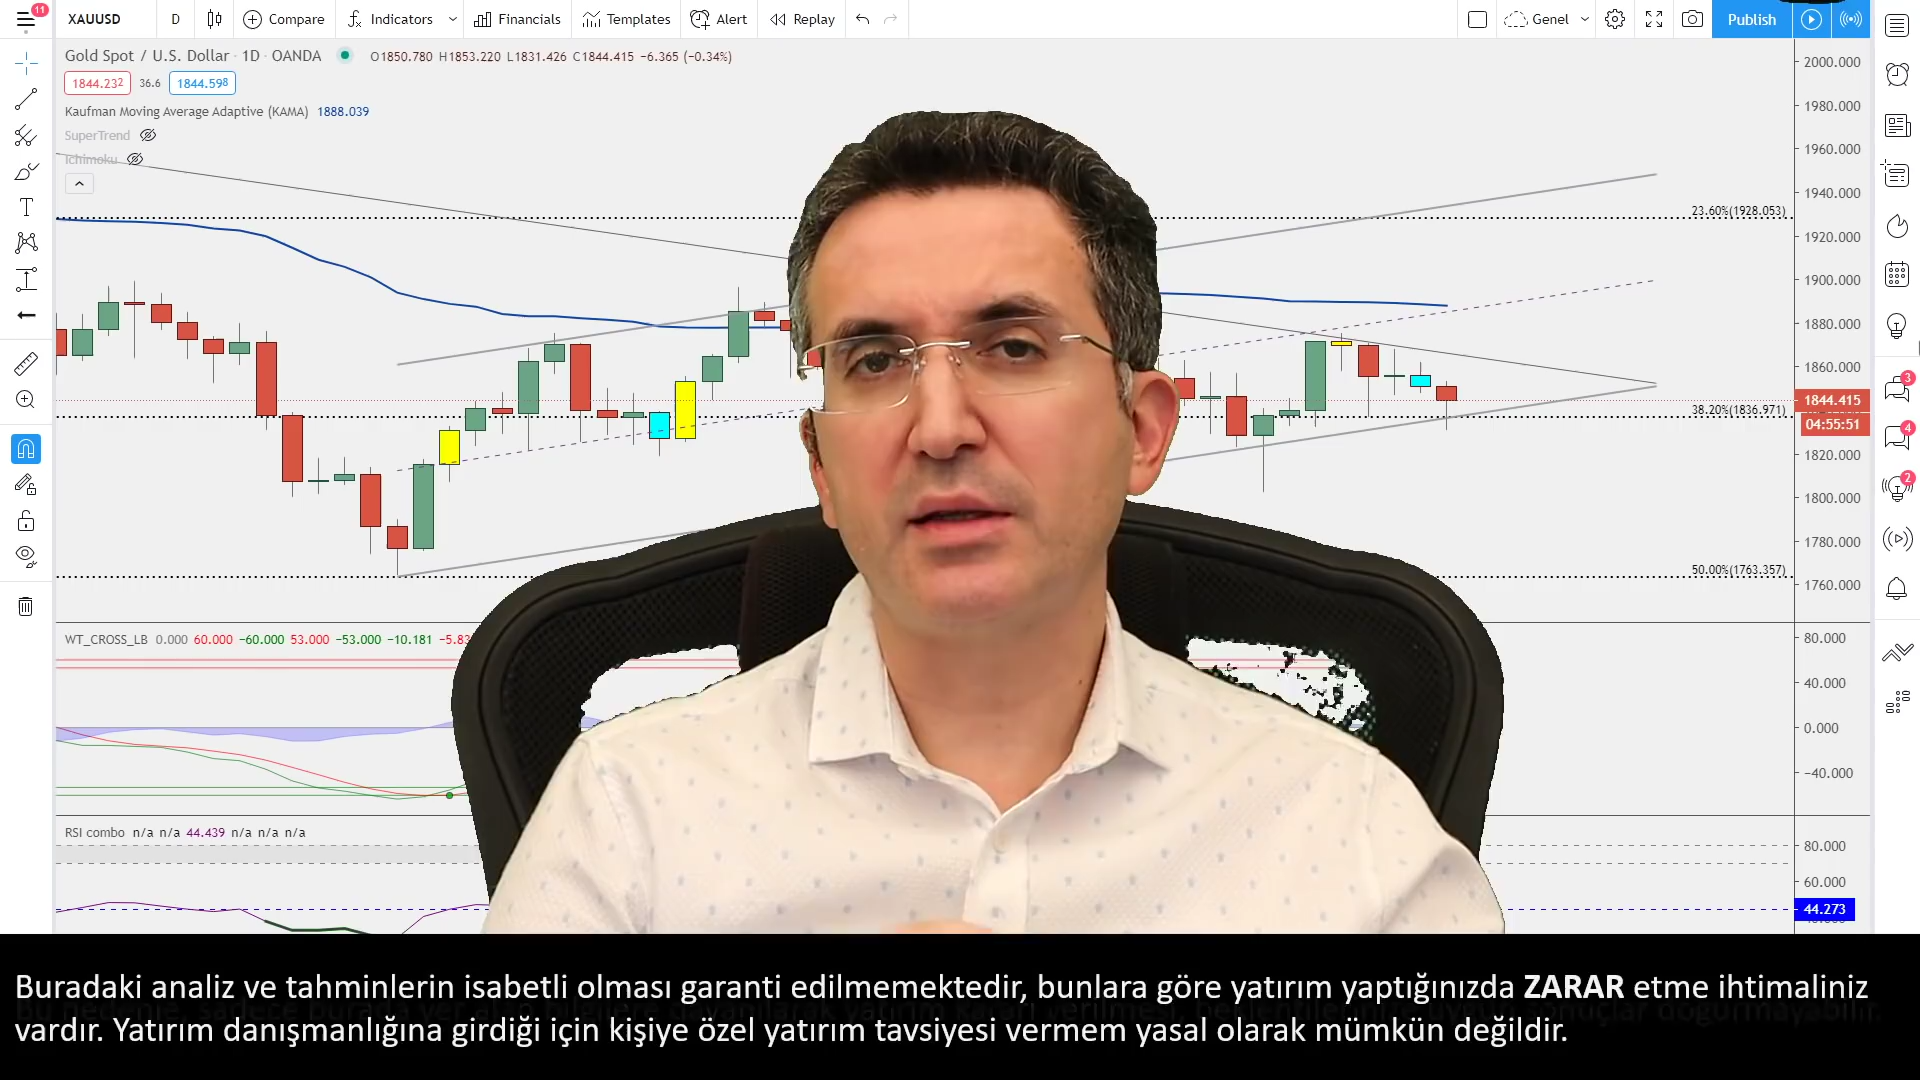 11
XAUUSD
D
Compare
Indicators
Financials
Templates
Alert
Replay
Genel
Publish
Gold Spot / U.S. Dollar · 1D · OANDA
O1850.780 H1853.220 L1831.426 C1844.415 −6.365 (−0.34%)
1844.232 36.6 1844.598
Kaufman Moving Average Adaptive (KAMA) 1888.039
SuperTrend
Ichimoku
2000.000
1980.000
1960.000
1940.000
23.60%(1928.053)
1920.000
1900.000
1880.000
1860.000
1844.415
38.20%(1836.971)
04:55:51
1820.000
1800.000
1780.000
50.00%(1763.357)
1760.000
3
4
2
WT_CROSS_LB 0.000 60.000 −60.000 53.000 −53.000 −10.181
80.000
40.000
0.000
−40.000
RSI combo n/a n/a 44.439 n/a n/a n/a
80.000
60.000
44.273
Buradaki analiz ve tahminlerin isabetli olması garanti edilmemektedir, bunlara göre yatırım yaptığınızda ZARAR etme ihtimaliniz
vardır. Yatırım danışmanlığına girdiği için kişiye özel yatırım tavsiyesi vermem yasal olarak mümkün değildir.